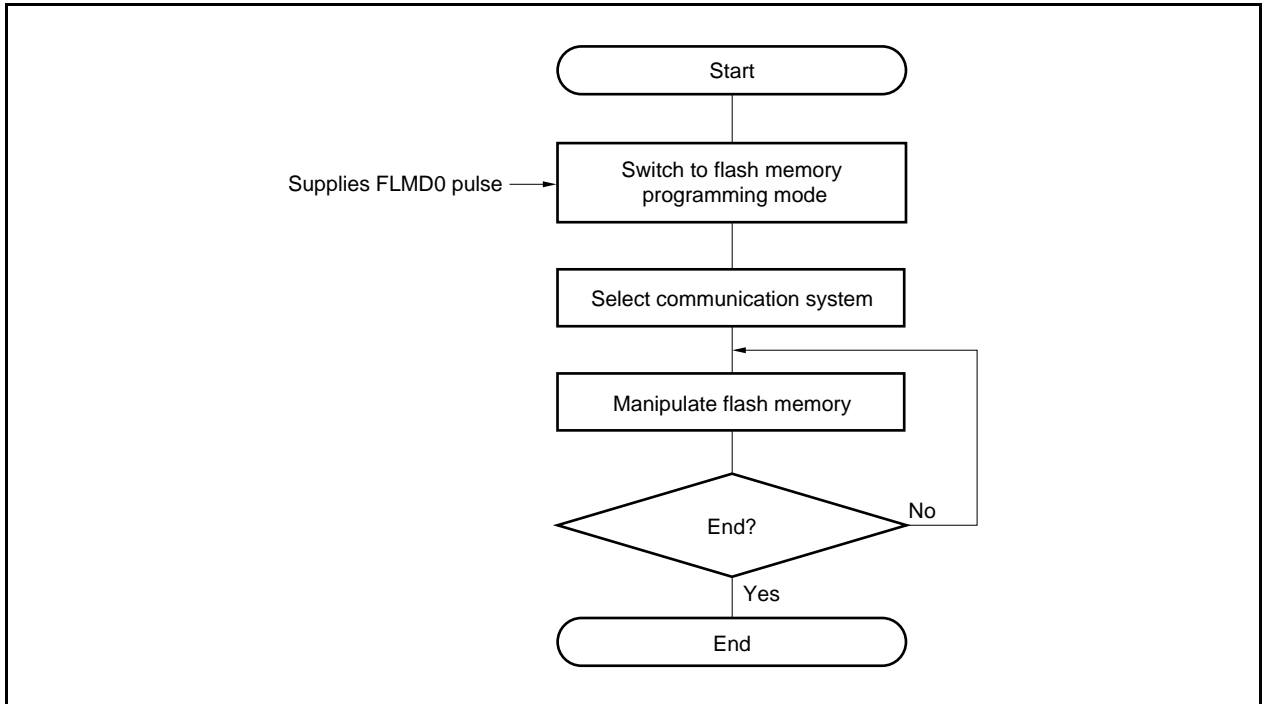 Start
Supplies FLMD0 pulse
Switch to flash memory
programming mode
Select communication system
Manipulate flash memory
End?
No
Yes
End